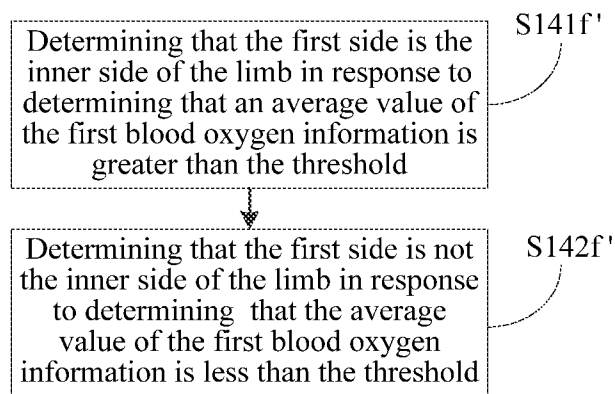 Determining that the first side is the
inner side of the limb in response to
determining that an average value of
the first blood oxygen information is
greater than the threshold
S141f'
Determining that the first side is not
the inner side of the limb in response
to determining that the average
value of the first blood oxygen
information is less than the threshold
S142f'